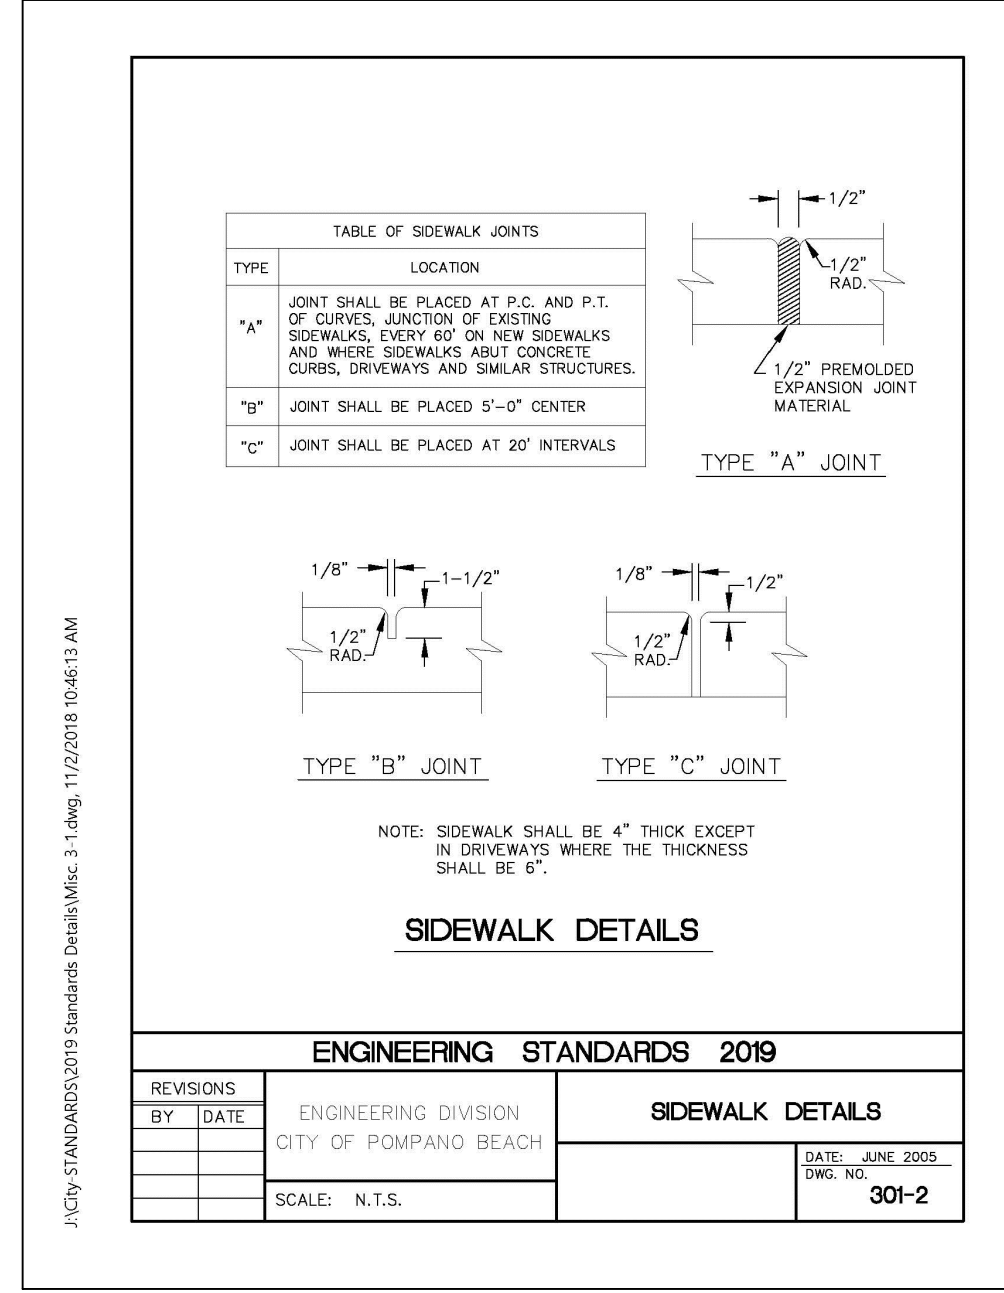 TABLE OF SIDEWALK JOINTS
TYPE LOCATION
"A"
JOINT SHALL BE PLACED AT P.C. AND P.T.
OF CURVES, JUNCTION OF EXISTING
SIDEWALKS, EVERY 60' ON NEW SIDEWALKS
AND WHERE SIDEWALKS ABUT CONCRETE
CURBS, DRIVEWAYS AND SIMILAR STRUCTURES.
"B" JOINT SHALL BE PLACED 5'-0" CENTER
"C" JOINT SHALL BE PLACED AT 20' INTERVALS
1/2"
1/2"
RAD.
1/2" PREMOLDED
EXPANSION JOINT
MATERIAL
TYPE "A" JOINT
1/8"
1-1/2"
1/2"
RAD.
TYPE "B" JOINT
1/8"
1/2"
1/2"
RAD.
TYPE "C" JOINT
NOTE: SIDEWALK SHALL BE 4" THICK EXCEPT
IN DRIVEWAYS WHERE THE THICKNESS
SHALL BE 6".
SIDEWALK DETAILS
ENGINEERING STANDARDS 2019
REVISIONS
BY DATE
ENGINEERING DIVISION
CITY OF POMPANO BEACH
SCALE: N.T.S.
SIDEWALK DETAILS
DATE: JUNE 2005
DWG. NO.
301-2
J:\City-STANDARDS\2019 Standards Details\Misc. 3-1.dwg, 11/2/2018 10:46:13 AM